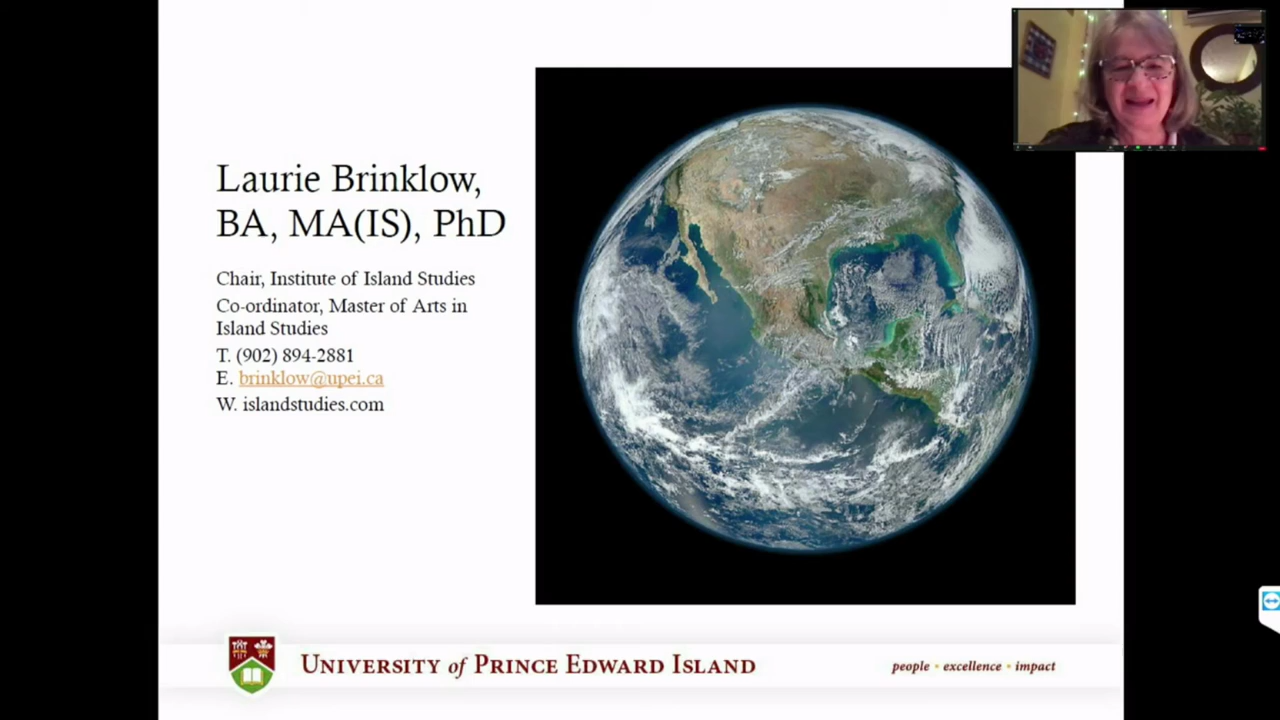 Laurie Brinklow,
BA, MA(IS), PhD
Chair, Institute of Island Studies
Co-ordinator, Master of Arts in
Island Studies
T. (902) 894-2881
E. brinklow@upei.ca
W. islandstudies.com
UNIVERSITY of PRINCE EDWARD ISLAND
people • excellence • impact